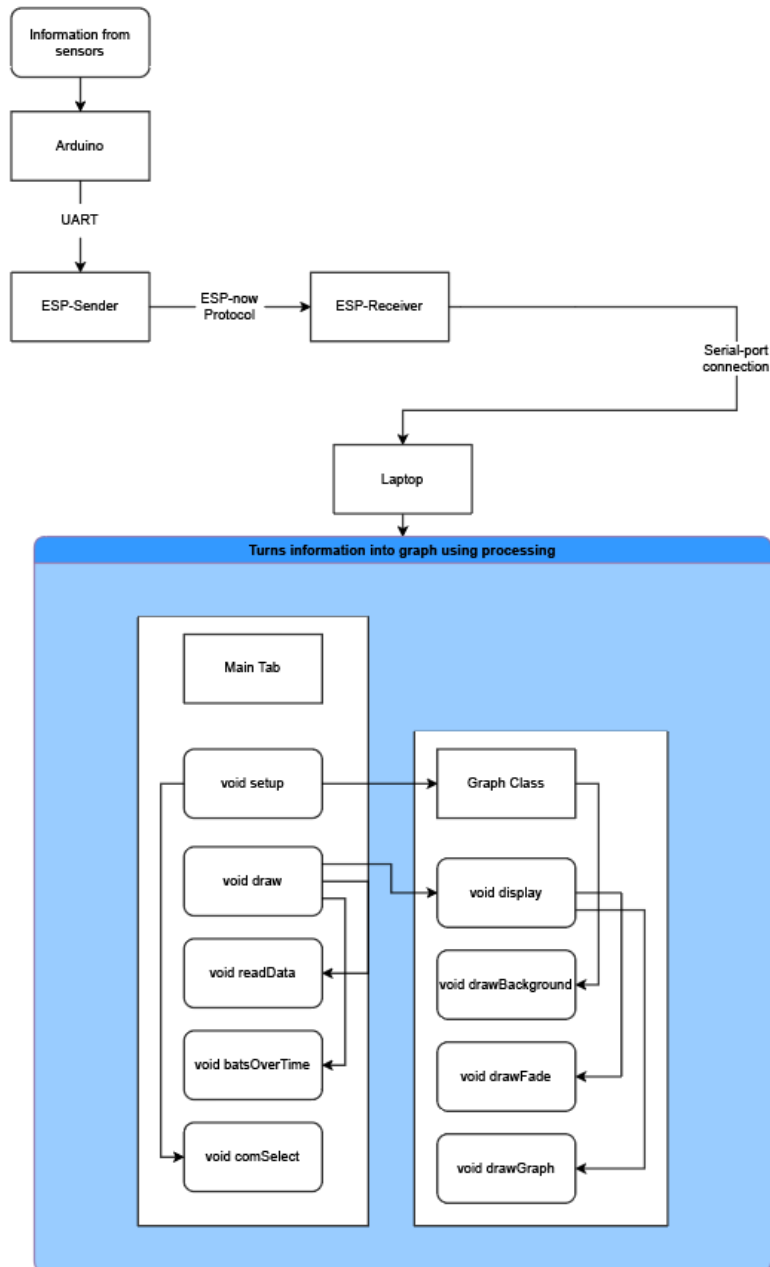 Information from
sensors
Arduino
UART
ESP-Sender
ESP-now
Protocol
ESP-Receiver
Serial-port
connection
Laptop
Turns information into graph using processing
Main Tab
void setup
void draw
void readData
void batsOverTime
void comSelect
Graph Class
void display
void drawBackground
void drawFade
void drawGraph